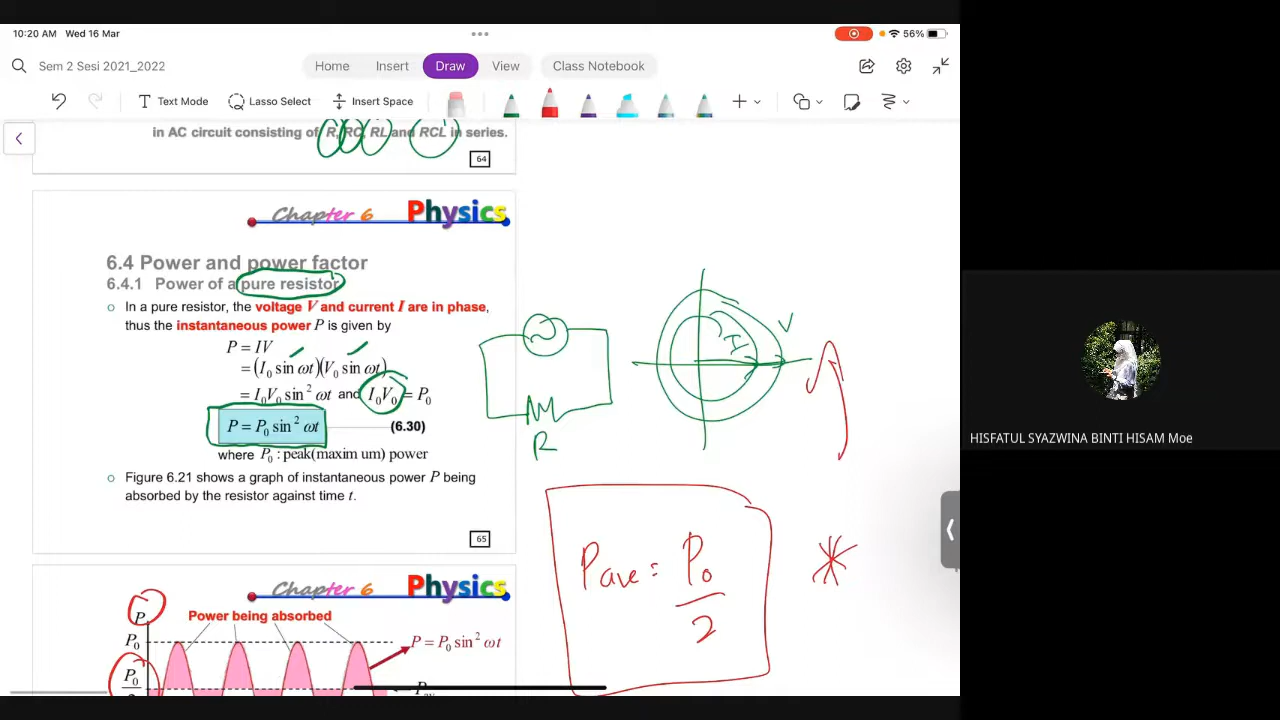 10:20 AM Wed 16 Mar
56%
Sem 2 Sesi 2021_2022
Home Insert Draw View Class Notebook
Text Mode Lasso Select Insert Space
in AC circuit consisting of R, RC, RL and RCL in series.
64
Chapter 6 Physics
6.4 Power and power factor
6.4.1 Power of a pure resistor
In a pure resistor, the voltage V and current I are in phase,
thus the instantaneous power P is given by
P = IV
= (I₀ sin ωt)(V₀ sin ωt)
= I₀V₀ sin² ωt and I₀V₀ = P₀
P = P₀ sin² ωt (6.30)
where P₀ : peak(maxim um) power
Figure 6.21 shows a graph of instantaneous power P being
absorbed by the resistor against time t.
65
R
V
I
Pave = P₀
2
Chapter 6 Physics
P
Power being absorbed
P₀
P = P₀ sin² ωt
P₀
HISFATUL SYAZWINA BINTI HISAM Moe